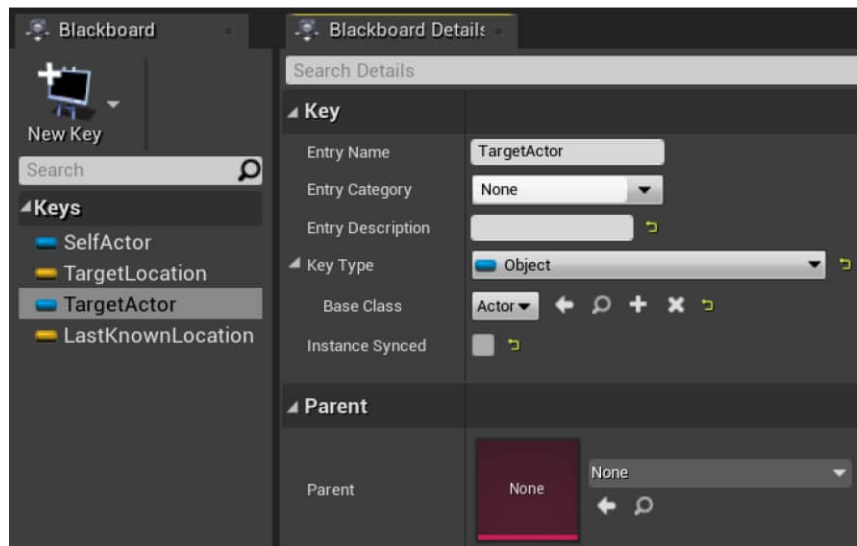 Blackboard
New Key
Search
Keys
SelfActor
TargetLocation
TargetActor
LastKnownLocation
Blackboard Details
Search Details
Key
Entry Name TargetActor
Entry Category None
Entry Description
Key Type Object
Base Class Actor
Instance Synced
Parent
Parent None None